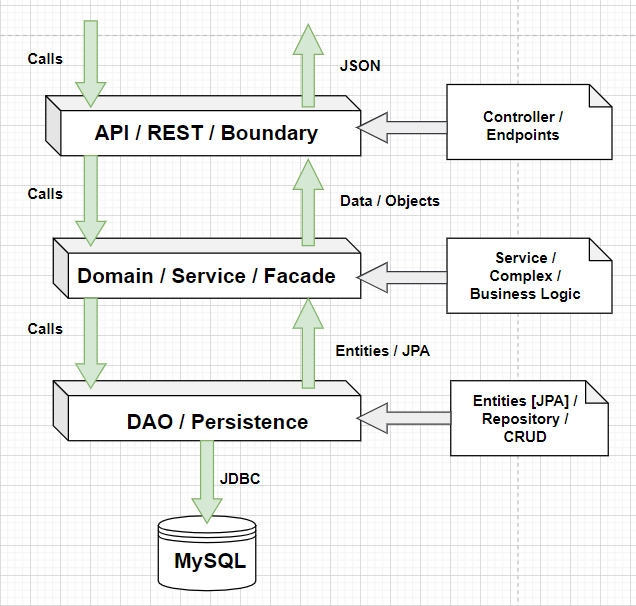 Calls
JSON
API / REST / Boundary
Controller /
Endpoints
Calls
Data / Objects
Domain / Service / Facade
Service /
Complex /
Business Logic
Calls
Entities / JPA
DAO / Persistence
Entities [JPA] /
Repository /
CRUD
JDBC
MySQL